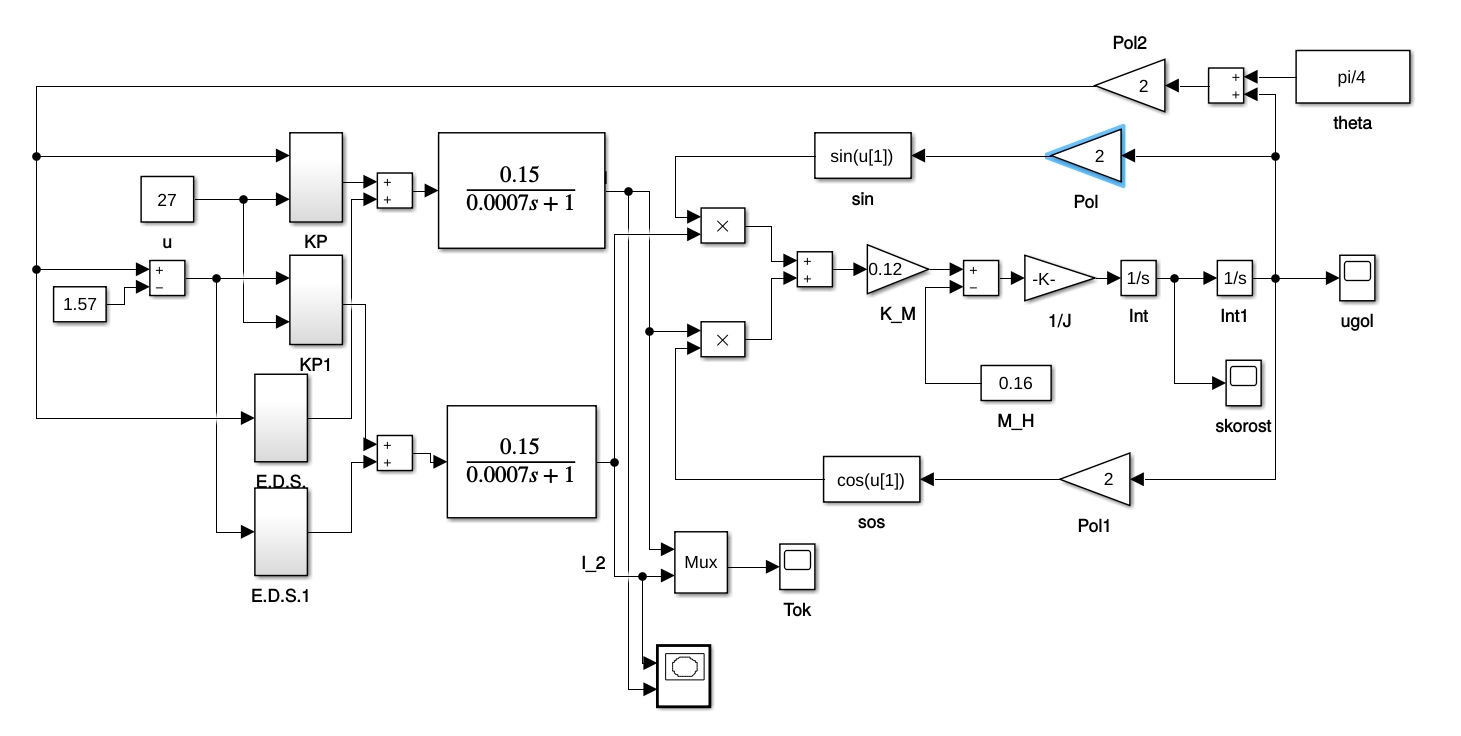 Pol2
2
+
+
pi/4
theta
sin(u[1])
sin
2
Pol
27
u
KP
+
+
0.15
0.0007s + 1
×
+
−
1.57
KP1
+
+
0.12
K_M
+
−
-K-
1/J
1/s
Int
1/s
Int1
ugol
×
0.16
M_H
skorost
E.D.S.
+
+
0.15
0.0007s + 1
cos(u[1])
sos
2
Pol1
E.D.S.1
I_2
Mux
Tok